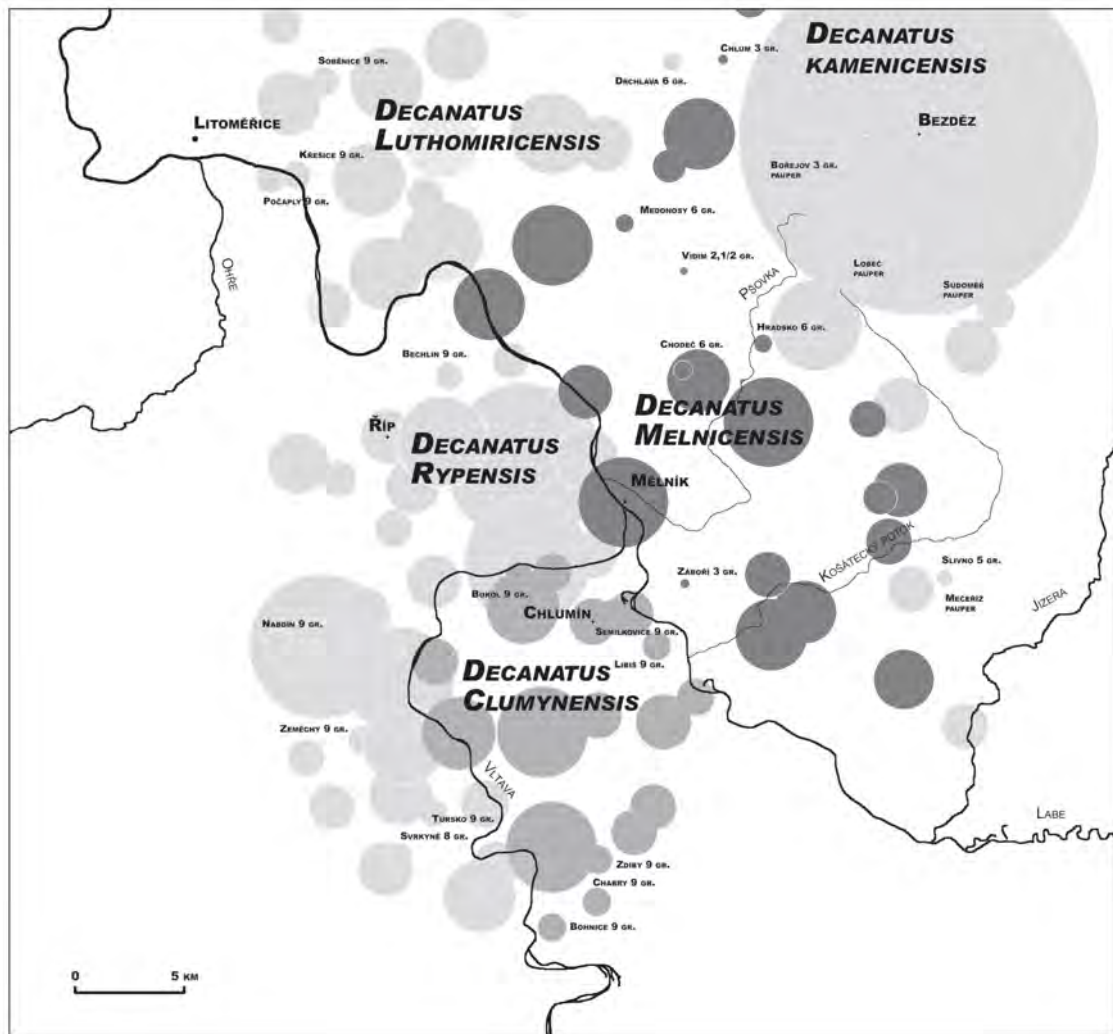 Decanatus
Kamenicensis
Chlum 3 gr.
Soběnice 9 gr.
Drchlava 6 gr.
Decanatus
Luthomiricensis
Litoměřice
Bezděz
Křešice 9 gr.
Bořejov 3 gr.
pauper
Počaply 9 gr.
Medonosy 6 gr.
Ohře
Vidim 2,1/2 gr.
Pšovka
Lobeč
pauper
Sudoměř
pauper
Hradsko 6 gr.
Chodeč 6 gr.
Bechlin 9 gr.
Decanatus
Melnicensis
Říp
Decanatus
Rypensis
Mělník
Košátecký potok
Záboří 3 gr.
Slivno 5 gr.
Bukol 9 gr.
Mečeříž
pauper
Jizera
Chlumín
Nabdín 9 gr.
Semilkovice 9 gr.
Libiš 9 gr.
Decanatus
Clumynensis
Zeměchy 9 gr.
Vltava
Labe
Tursko 9 gr.
Svrkyně 8 gr.
Zdiby 9 gr.
Chabry 9 gr.
Bohnice 9 gr.
0 5 km